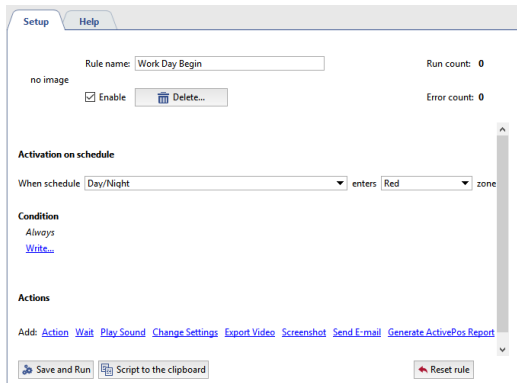 Setup Help
Rule name: Work Day Begin Run count: 0
no image
Enable Delete... Error count: 0
Activation on schedule
When schedule Day/Night enters Red zone
Condition
Always
Write...
Actions
Add: Action Wait Play Sound Change Settings Export Video Screenshot Send E-mail Generate ActivePos Report
Save and Run Script to the clipboard Reset rule